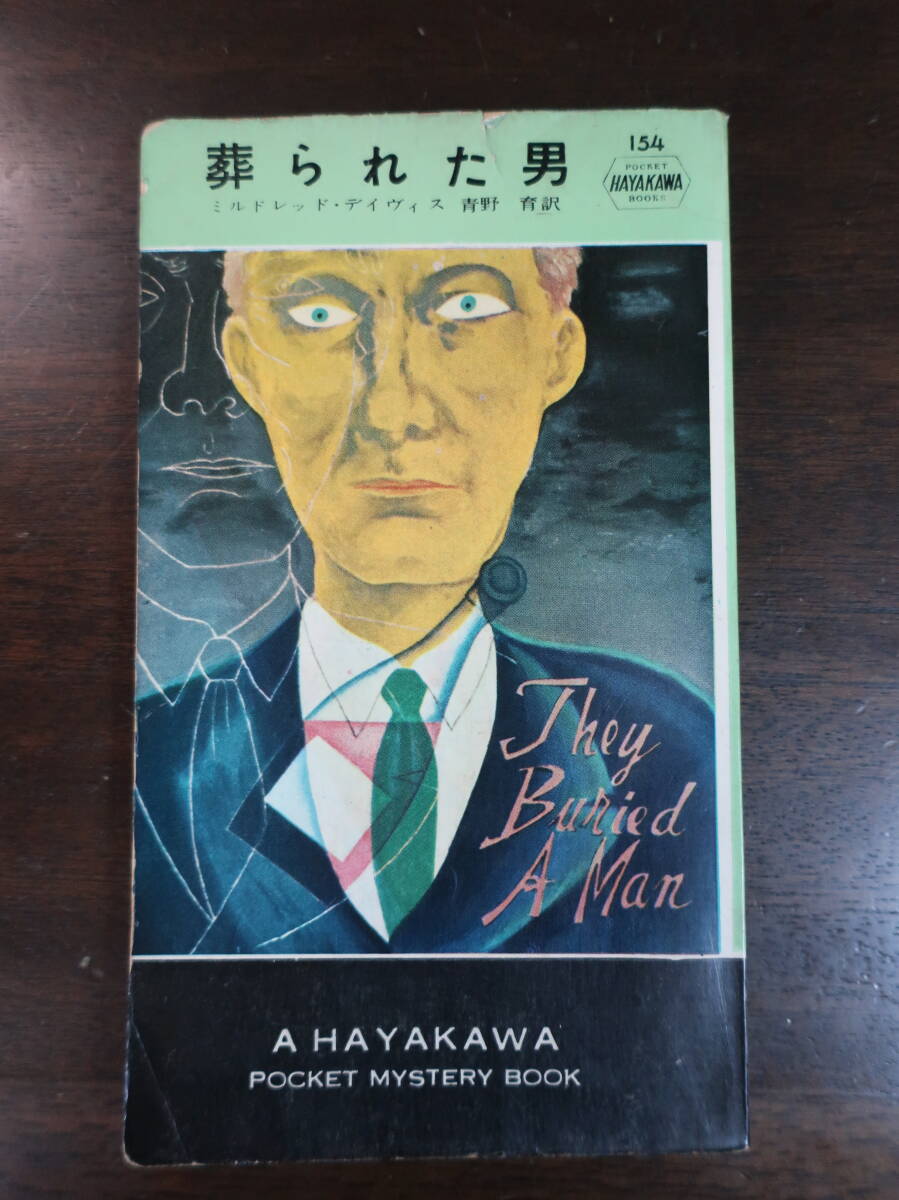 葬られた男
154
POCKET
HAYAKAWA
BOOKS
ミルドレッド・デイヴィス 青野 育訳
They
Buried
A Man
A HAYAKAWA
POCKET MYSTERY BOOK